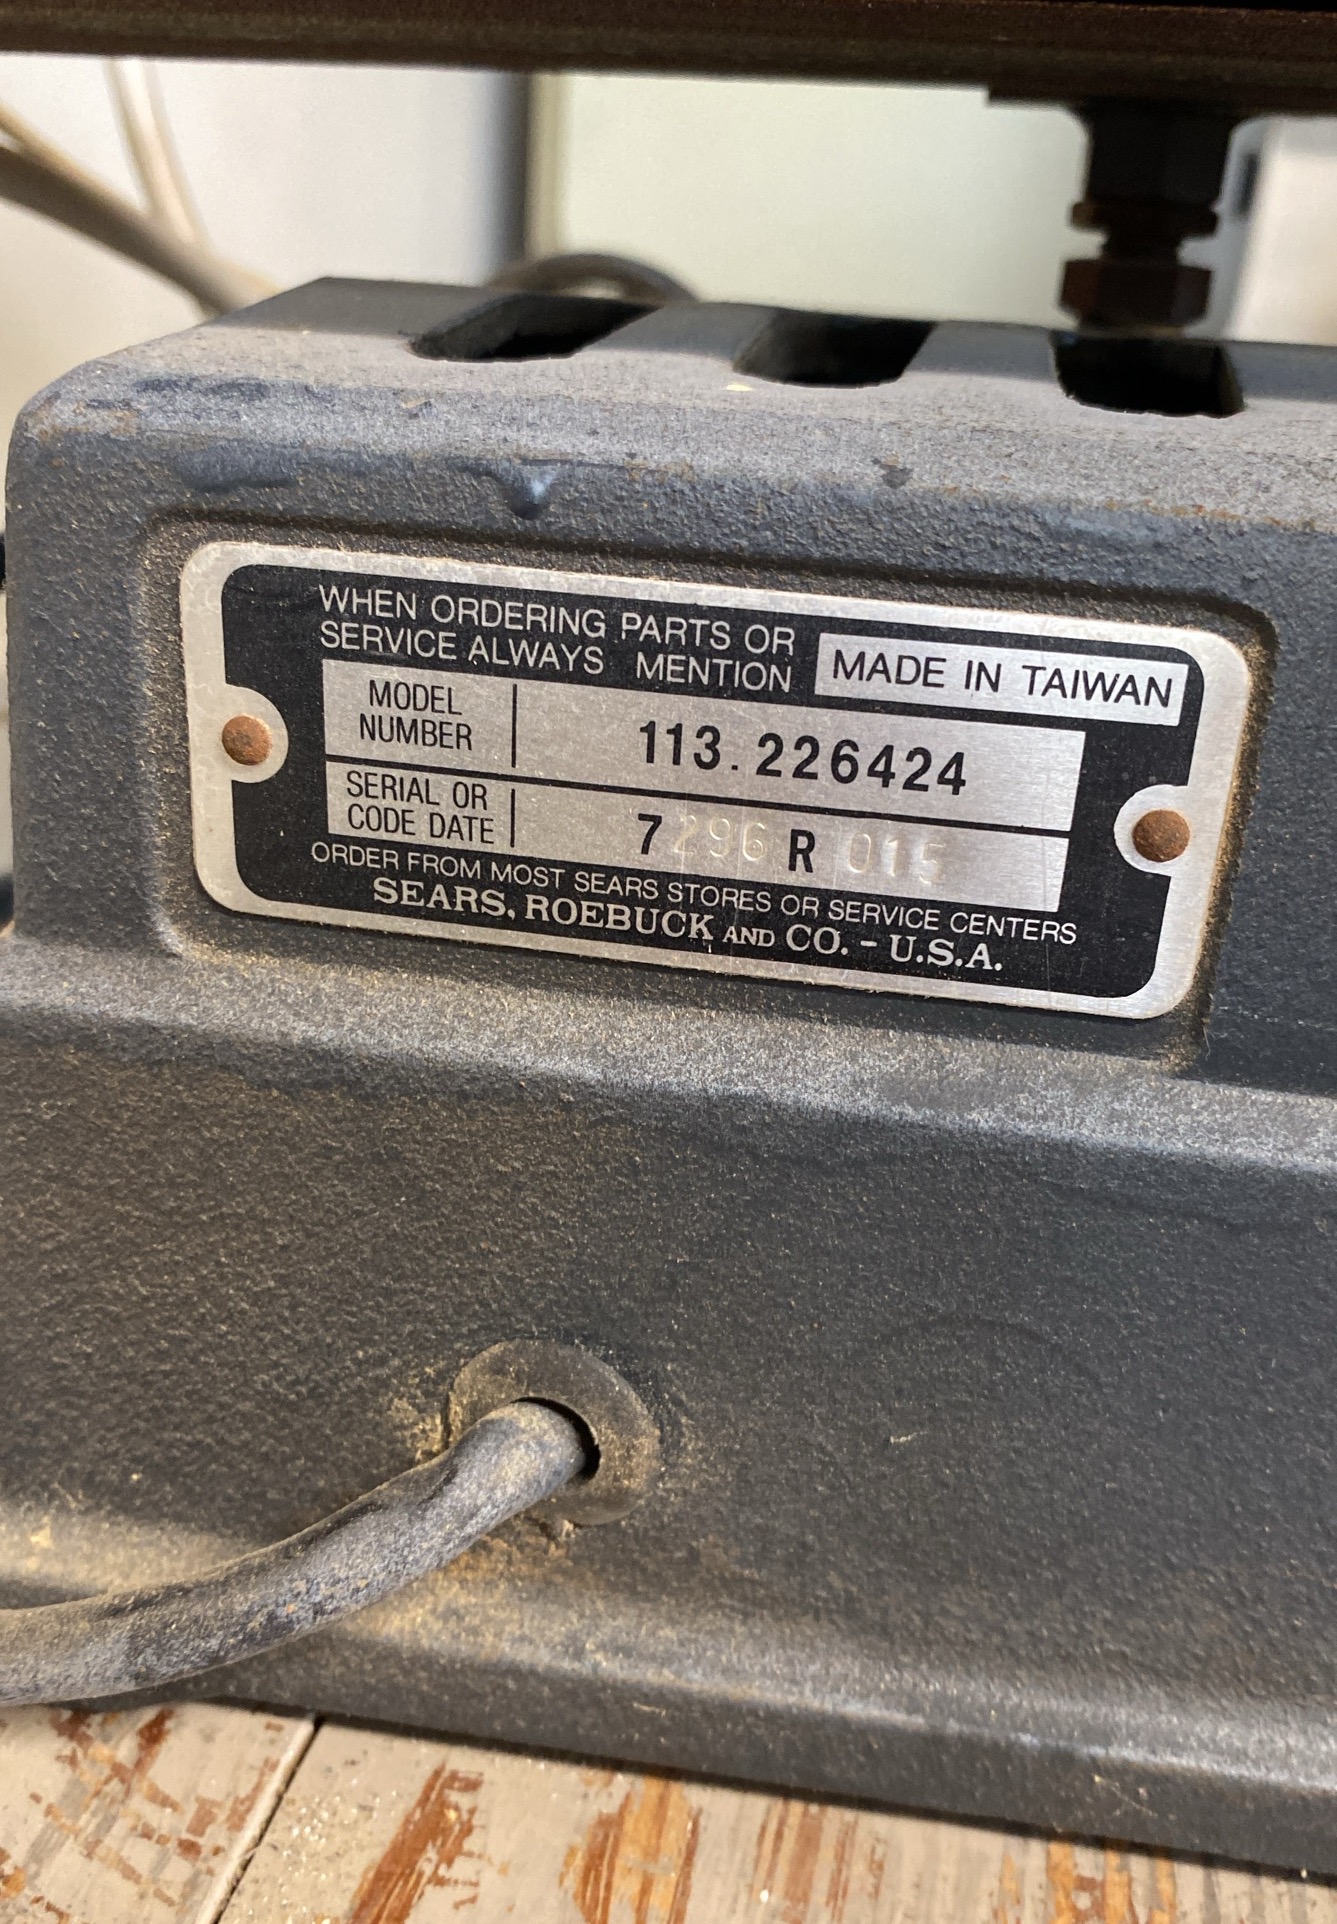 WHEN ORDERING PARTS OR
SERVICE ALWAYS MENTION
MADE IN TAIWAN
MODEL
NUMBER
113.226424
SERIAL OR
CODE DATE
7296 R 015
ORDER FROM MOST SEARS STORES OR SERVICE CENTERS
SEARS, ROEBUCK AND CO. - U.S.A.